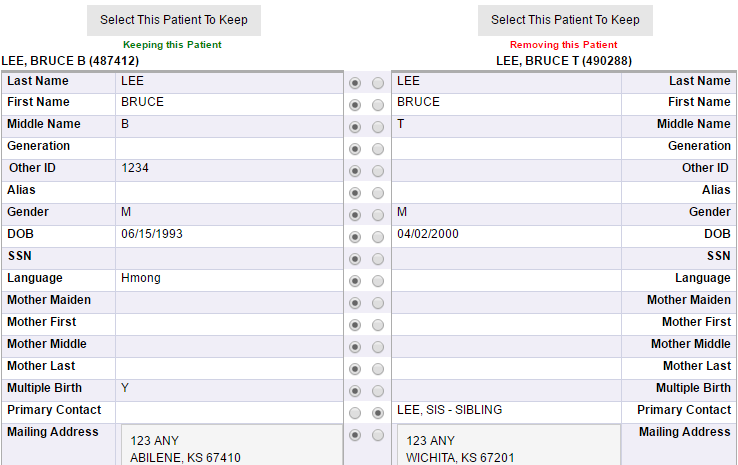 Select This Patient To Keep Select This Patient To Keep
Keeping this Patient Removing this Patient
LEE, BRUCE B (487412) LEE, BRUCE T (490288)
Last Name LEE LEE Last Name
First Name BRUCE BRUCE First Name
Middle Name B T Middle Name
Generation Generation
Other ID 1234 Other ID
Alias Alias
Gender M M Gender
DOB 06/15/1993 04/02/2000 DOB
SSN SSN
Language Hmong Language
Mother Maiden Mother Maiden
Mother First Mother First
Mother Middle Mother Middle
Mother Last Mother Last
Multiple Birth Y Multiple Birth
Primary Contact LEE, SIS - SIBLING Primary Contact
Mailing Address 123 ANY 123 ANY Mailing Address
ABILENE, KS 67410 WICHITA, KS 67201